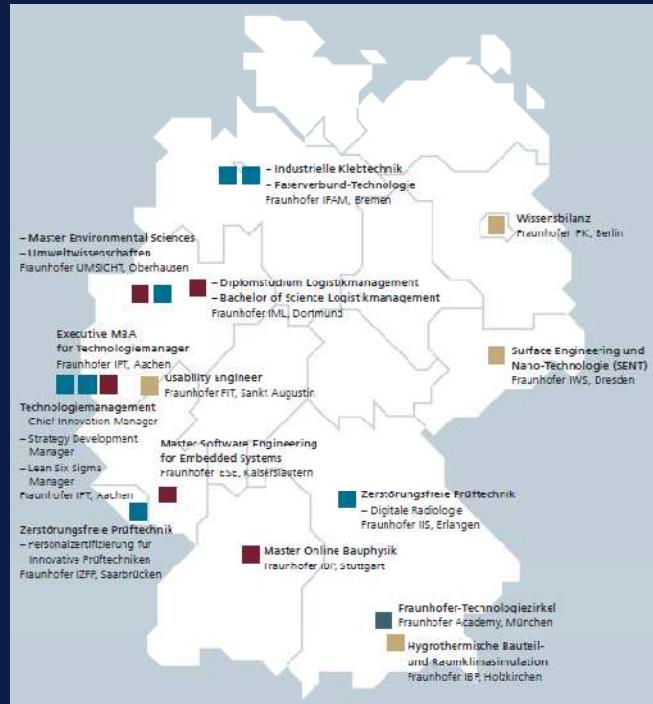 – Industrielle Klebtechnik
– Faserverbund-Technologie
Fraunhofer IFAM, Bremen
Wissensbilanz
Fraunhofer IPK, Berlin
– Master Environmental Sciences
– Umweltwissenschaften
Fraunhofer UMSICHT, Oberhausen
– Diplomstudium Logistikmanagement
– Bachelor of Science Logistikmanagement
Fraunhofer IML, Dortmund
Executive MBA
für Technologiemanager
Fraunhofer IPT, Aachen
Usability Engineer
Fraunhofer FIT, Sankt Augustin
Surface Engineering und
Nano-Technologie (SENT)
Fraunhofer IWS, Dresden
Technologiemanagement
– Chief Innovation Manager
– Strategy Development
Manager
– Lean Six Sigma
Manager
Fraunhofer IPT, Aachen
Master Software Engineering
for Embedded Systems
Fraunhofer ESE, Kaiserslautern
Zerstörungsfreie Prüftechnik
– Digitale Radiologe
Fraunhofer IIS, Erlangen
Zerstörungsfreie Prüftechnik
– Personalzertifizierung für
Innovative Prüftechniken
Fraunhofer IZFP, Saarbrücken
Master Online Bauphysik
Fraunhofer IBP, Stuttgart
Fraunhofer-Technologiezirkel
Fraunhofer Academy, München
Hygrothermische Bauteil-
und Raumklimasimulation
Fraunhofer IBP, Holzkirchen